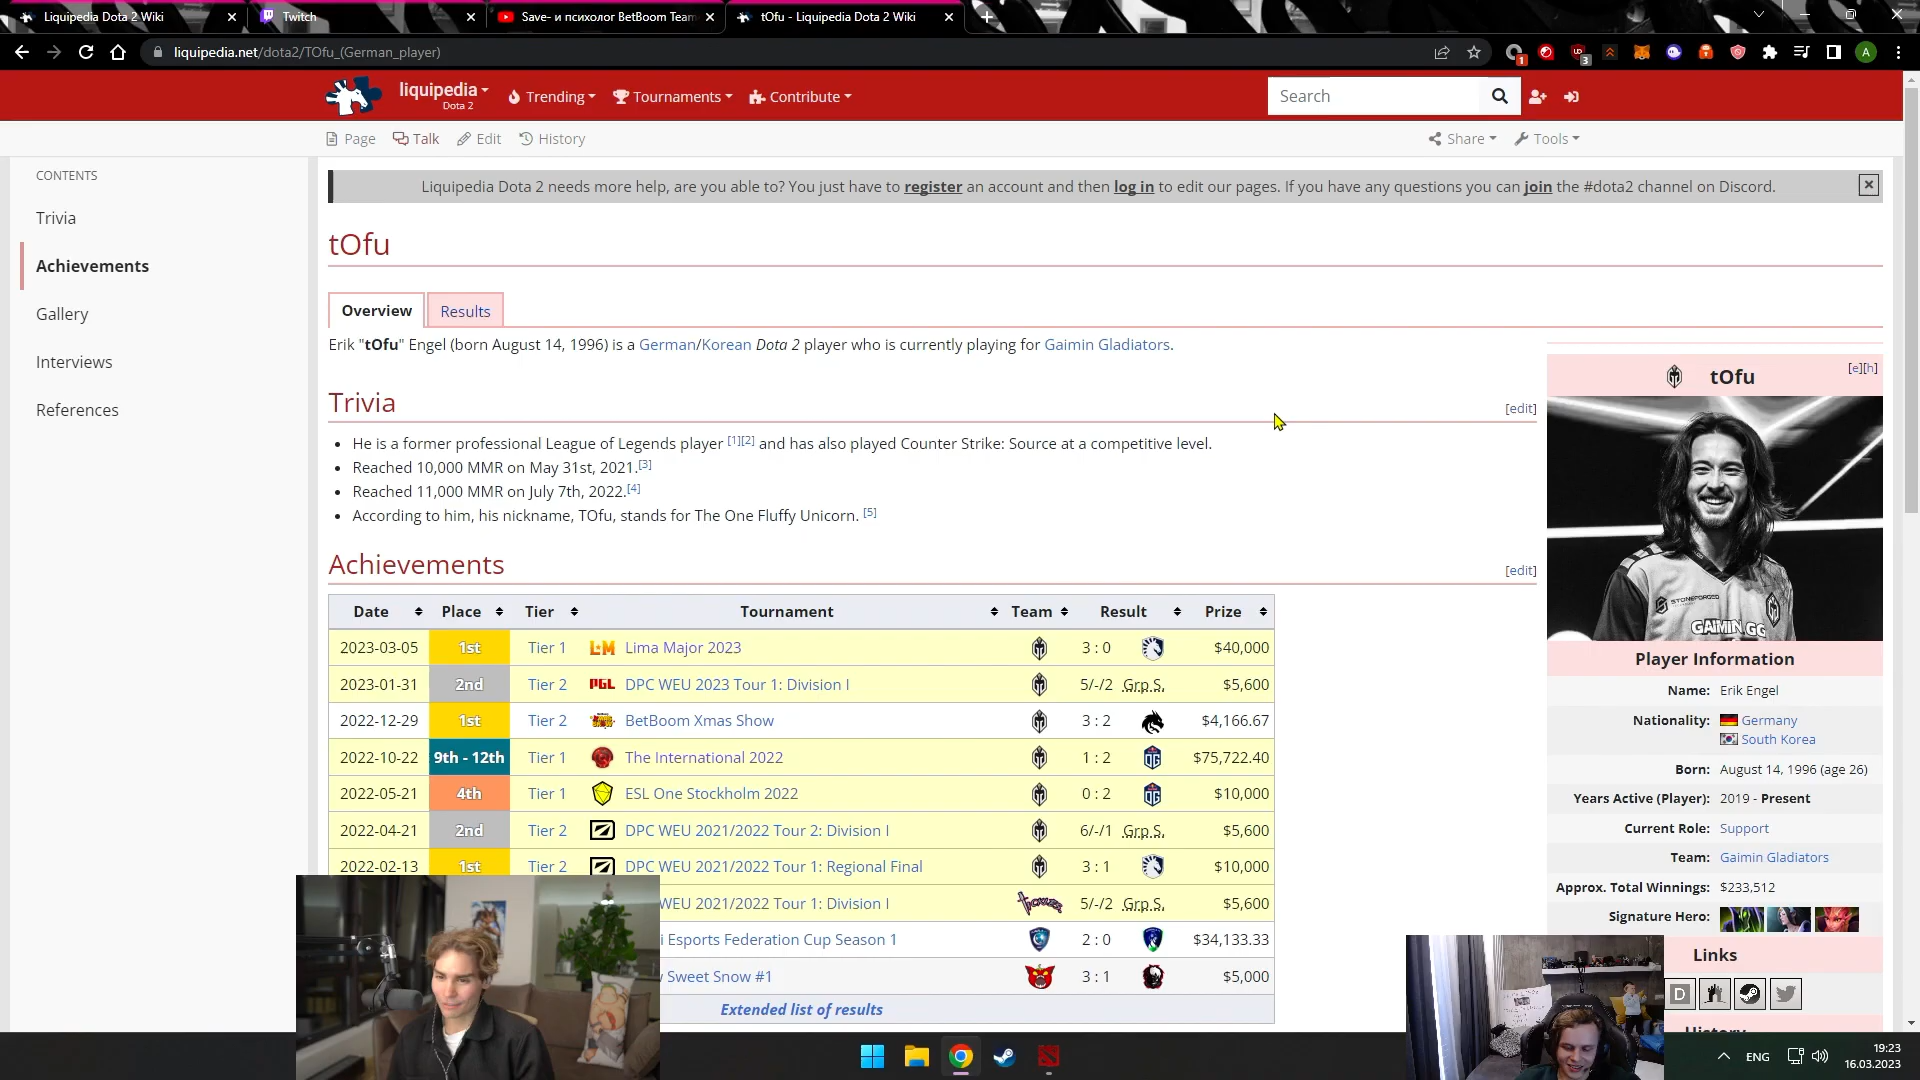 Liquipedia Dota 2 Wiki
Twitch
Save- и психолог BetBoom Team
tOfu - Liquipedia Dota 2 Wiki
liquipedia.net/dota2/TOfu_(German_player)
1
3
A
liquipedia
Dota 2
Trending
Tournaments
Contribute
Search
Page
Talk
Edit
History
Share
Tools
CONTENTS
Trivia
Achievements
Gallery
Interviews
References
Liquipedia Dota 2 needs more help, are you able to? You just have to register an account and then log in to edit our pages. If you have any questions you can join the #dota2 channel on Discord.
tOfu
Overview
Results
Erik "tOfu" Engel (born August 14, 1996) is a German/Korean Dota 2 player who is currently playing for Gaimin Gladiators.
Trivia
[edit]
He is a former professional League of Legends player [1][2] and has also played Counter Strike: Source at a competitive level.
Reached 10,000 MMR on May 31st, 2021.[3]
Reached 11,000 MMR on July 7th, 2022.[4]
According to him, his nickname, TOfu, stands for The One Fluffy Unicorn. [5]
Achievements
[edit]
Date Place Tier Tournament Team Result Prize
2023-03-05 1st Tier 1 Lima Major 2023 3 : 0 $40,000
2023-01-31 2nd Tier 2 PGL DPC WEU 2023 Tour 1: Division I 5/-/2 Grp S. $5,600
2022-12-29 1st Tier 2 BetBoom Xmas Show 3 : 2 $4,166.67
2022-10-22 9th - 12th Tier 1 The International 2022 1 : 2 $75,722.40
2022-05-21 4th Tier 1 ESL One Stockholm 2022 0 : 2 $10,000
2022-04-21 2nd Tier 2 DPC WEU 2021/2022 Tour 2: Division I 6/-/1 Grp S. $5,600
2022-02-13 1st Tier 2 DPC WEU 2021/2022 Tour 1: Regional Final 3 : 1 $10,000
WEU 2021/2022 Tour 1: Division I 5/-/2 Grp S. $5,600
i Esports Federation Cup Season 1 2 : 0 $34,133.33
Sweet Snow #1 3 : 1 $5,000
Extended list of results
tOfu
[e][h]
STONEFORGED
GAIMIN.GG
Player Information
Name: Erik Engel
Nationality: Germany
South Korea
Born: August 14, 1996 (age 26)
Years Active (Player): 2019 - Present
Current Role: Support
Team: Gaimin Gladiators
Approx. Total Winnings: $233,512
Signature Hero:
Links
History
ENG
19:23
16.03.2023